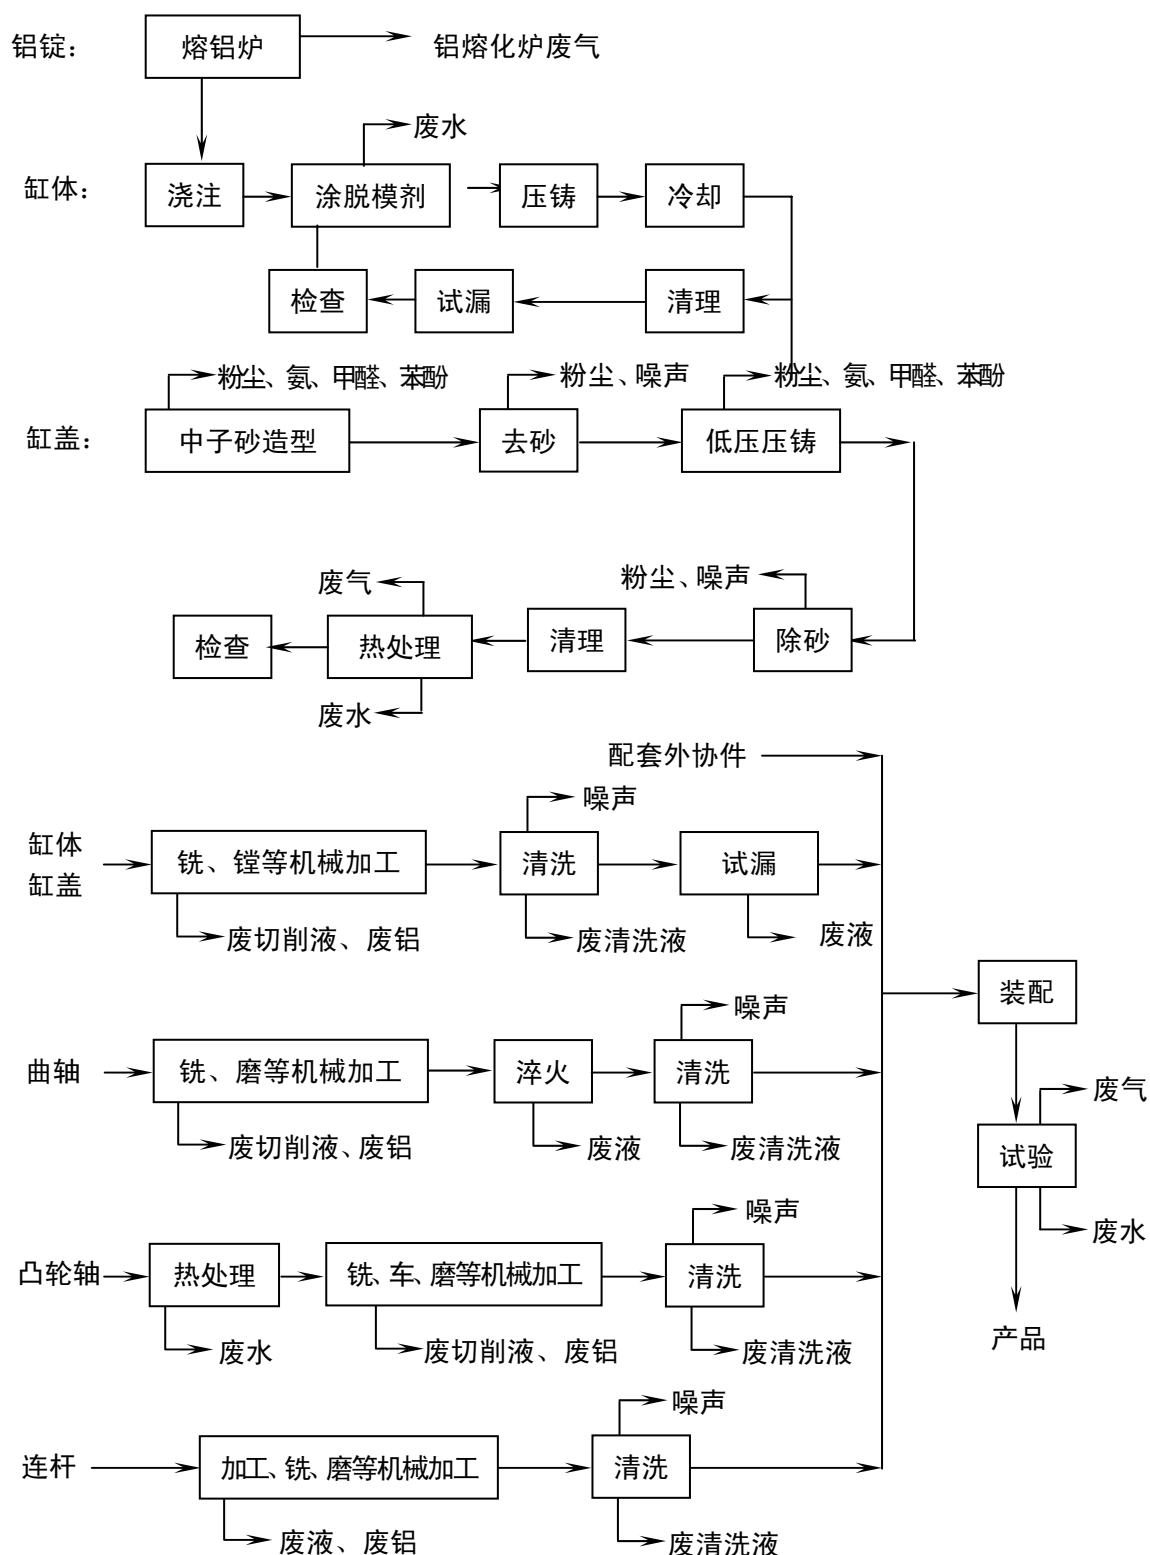 铝锭： 熔铝炉 铝熔化炉废气
废水
缸体： 浇注 涂脱模剂 压铸 冷却
检查 试漏 清理
粉尘、氨、甲醛、苯酚 粉尘、噪声 粉尘、氨、甲醛、苯酚
缸盖： 中子砂造型 去砂 低压压铸
废气 粉尘、噪声
检查 热处理 清理 除砂
废水
配套外协件
噪声
缸体
缸盖
铣、镗等机械加工 清洗 试漏
废切削液、废铝 废清洗液 废液
装配
噪声
曲轴 铣、磨等机械加工 淬火 清洗
废气
废切削液、废铝 废液 废清洗液
试验
噪声
废水
凸轮轴 热处理 铣、车、磨等机械加工 清洗
产品
废水 废切削液、废铝 废清洗液
噪声
连杆 加工、铣、磨等机械加工 清洗
废液、废铝 废清洗液